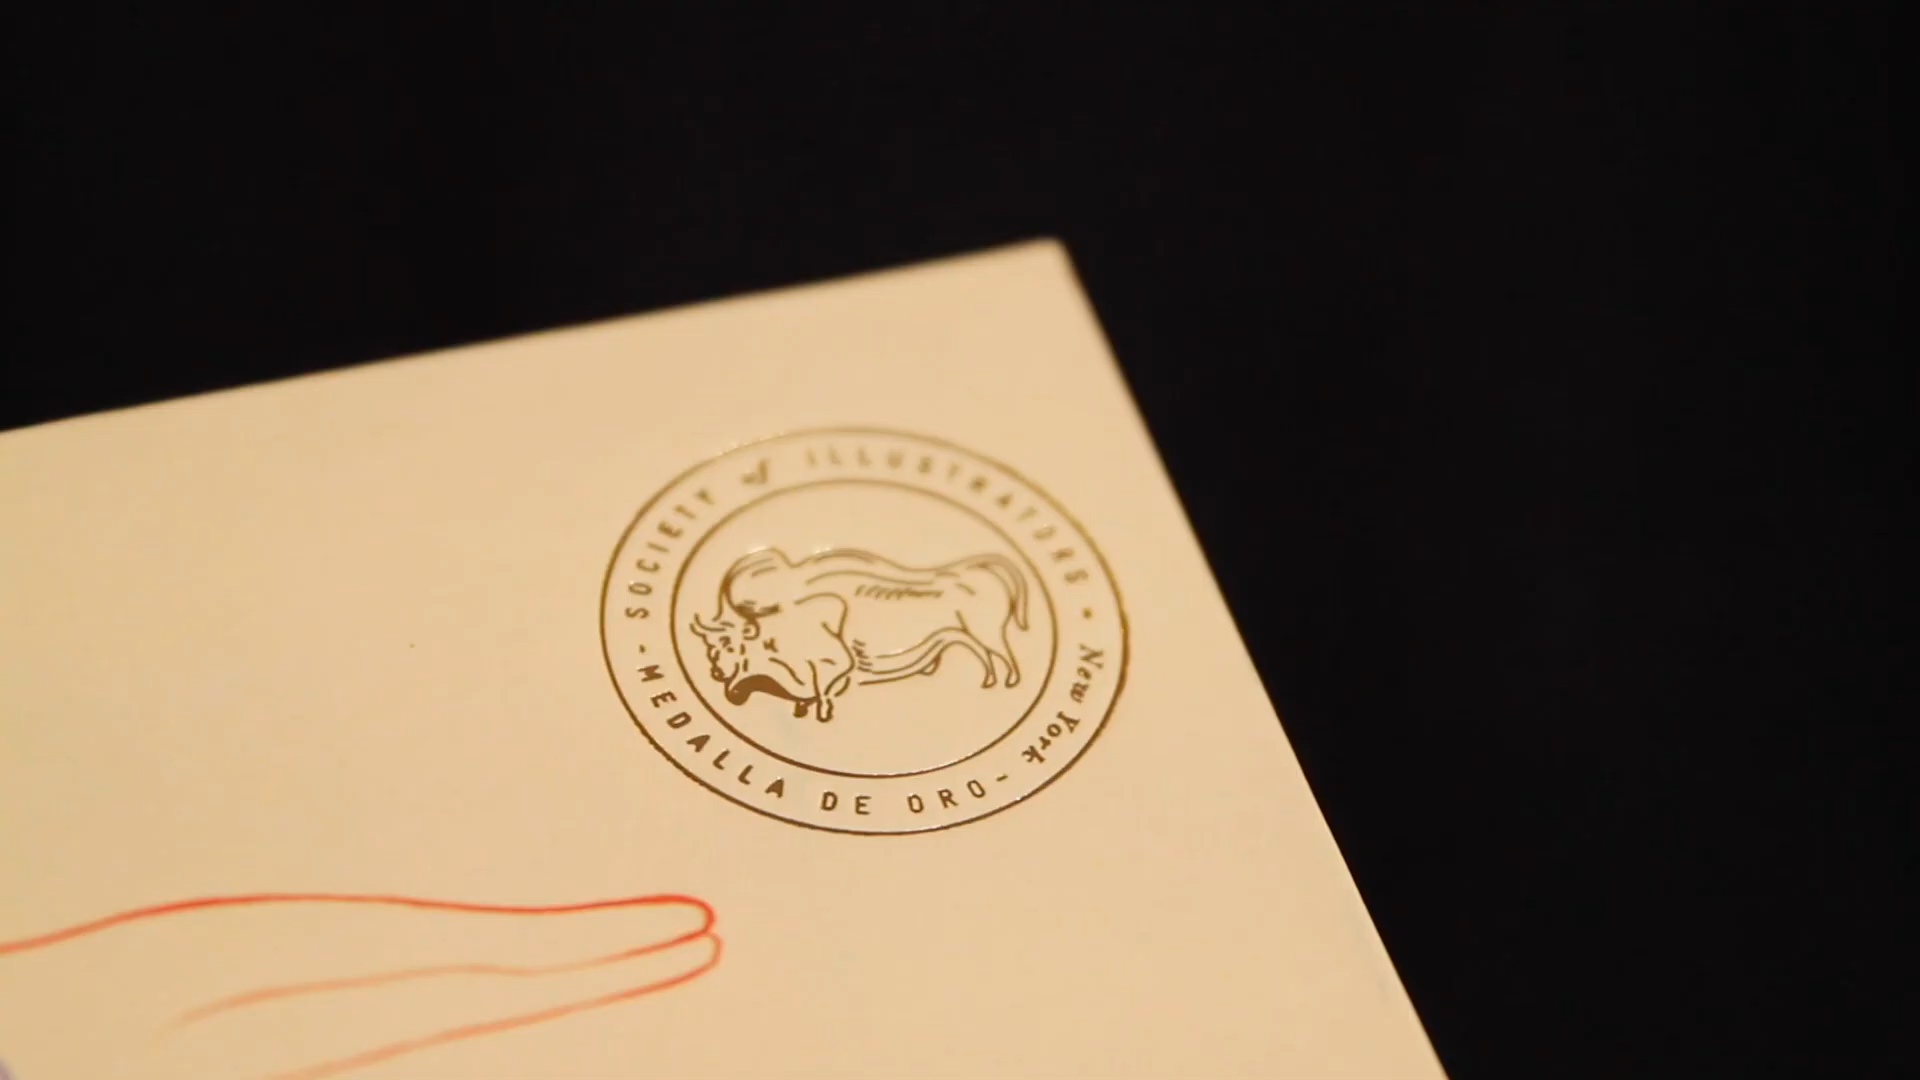 SOCIETY of ILLUSTRATORS • New York
- MEDALLA DE ORO -